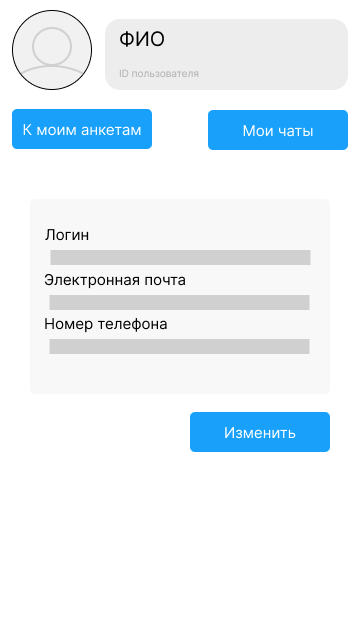 ФИО
ID пользователя
К моим анкетам
Мои чаты
Логин
Электронная почта
Номер телефона
Изменить